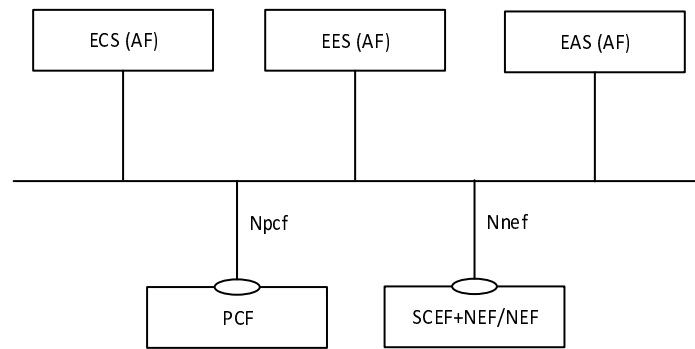 ECS (AF)
EES (AF)
EAS (AF)
Npcf
Nnef
PCF
SCEF+NEF/NEF